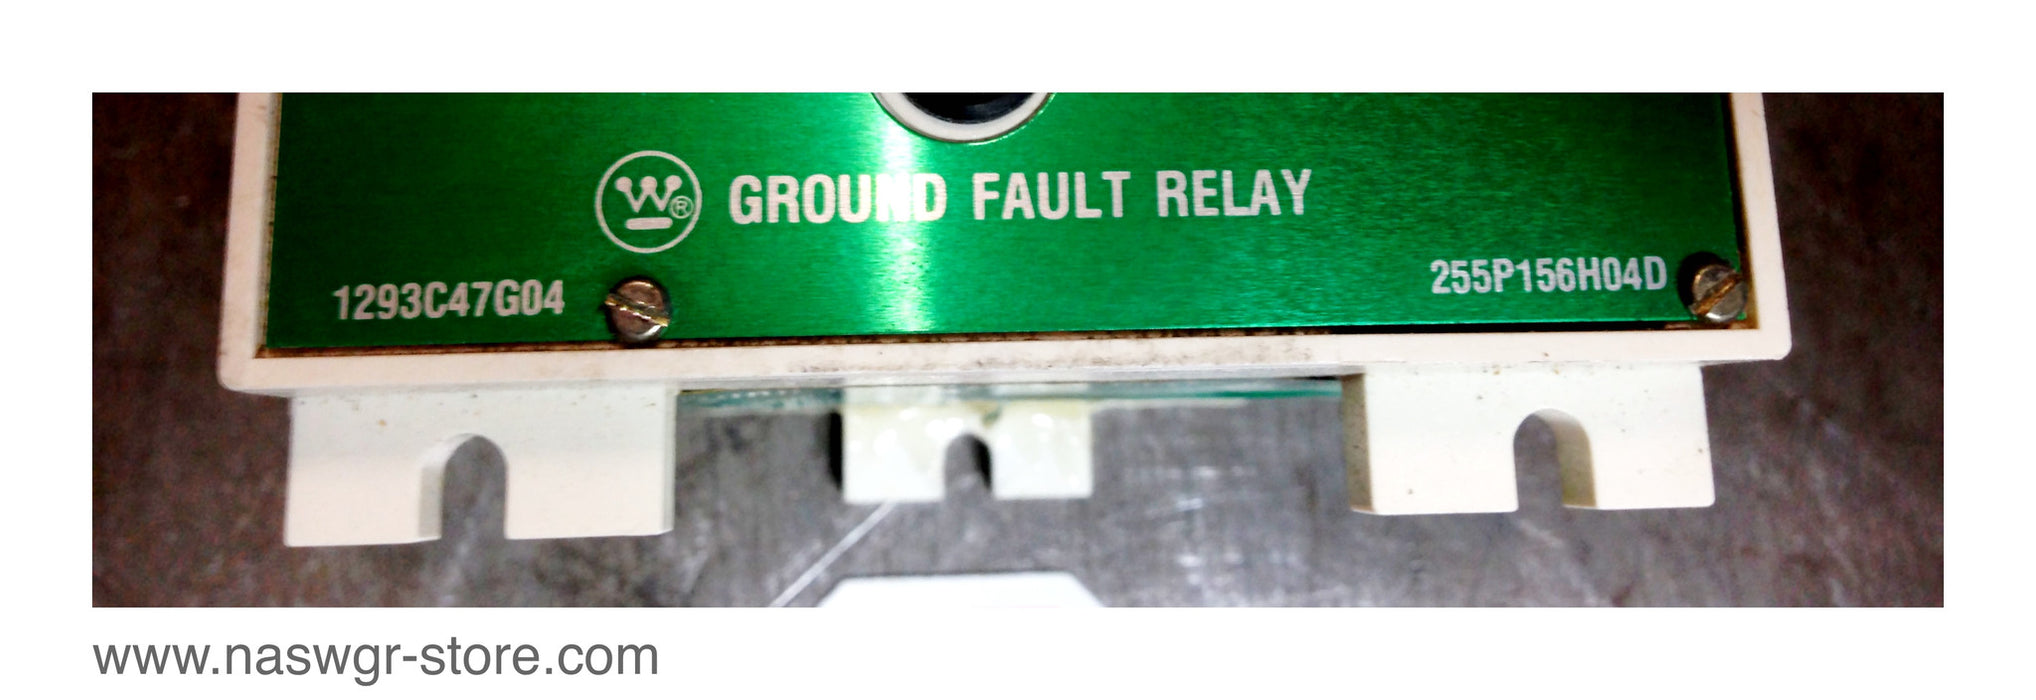 W® GROUND FAULT RELAY
1293C47G04
255P156H04D
www.naswgr-store.com